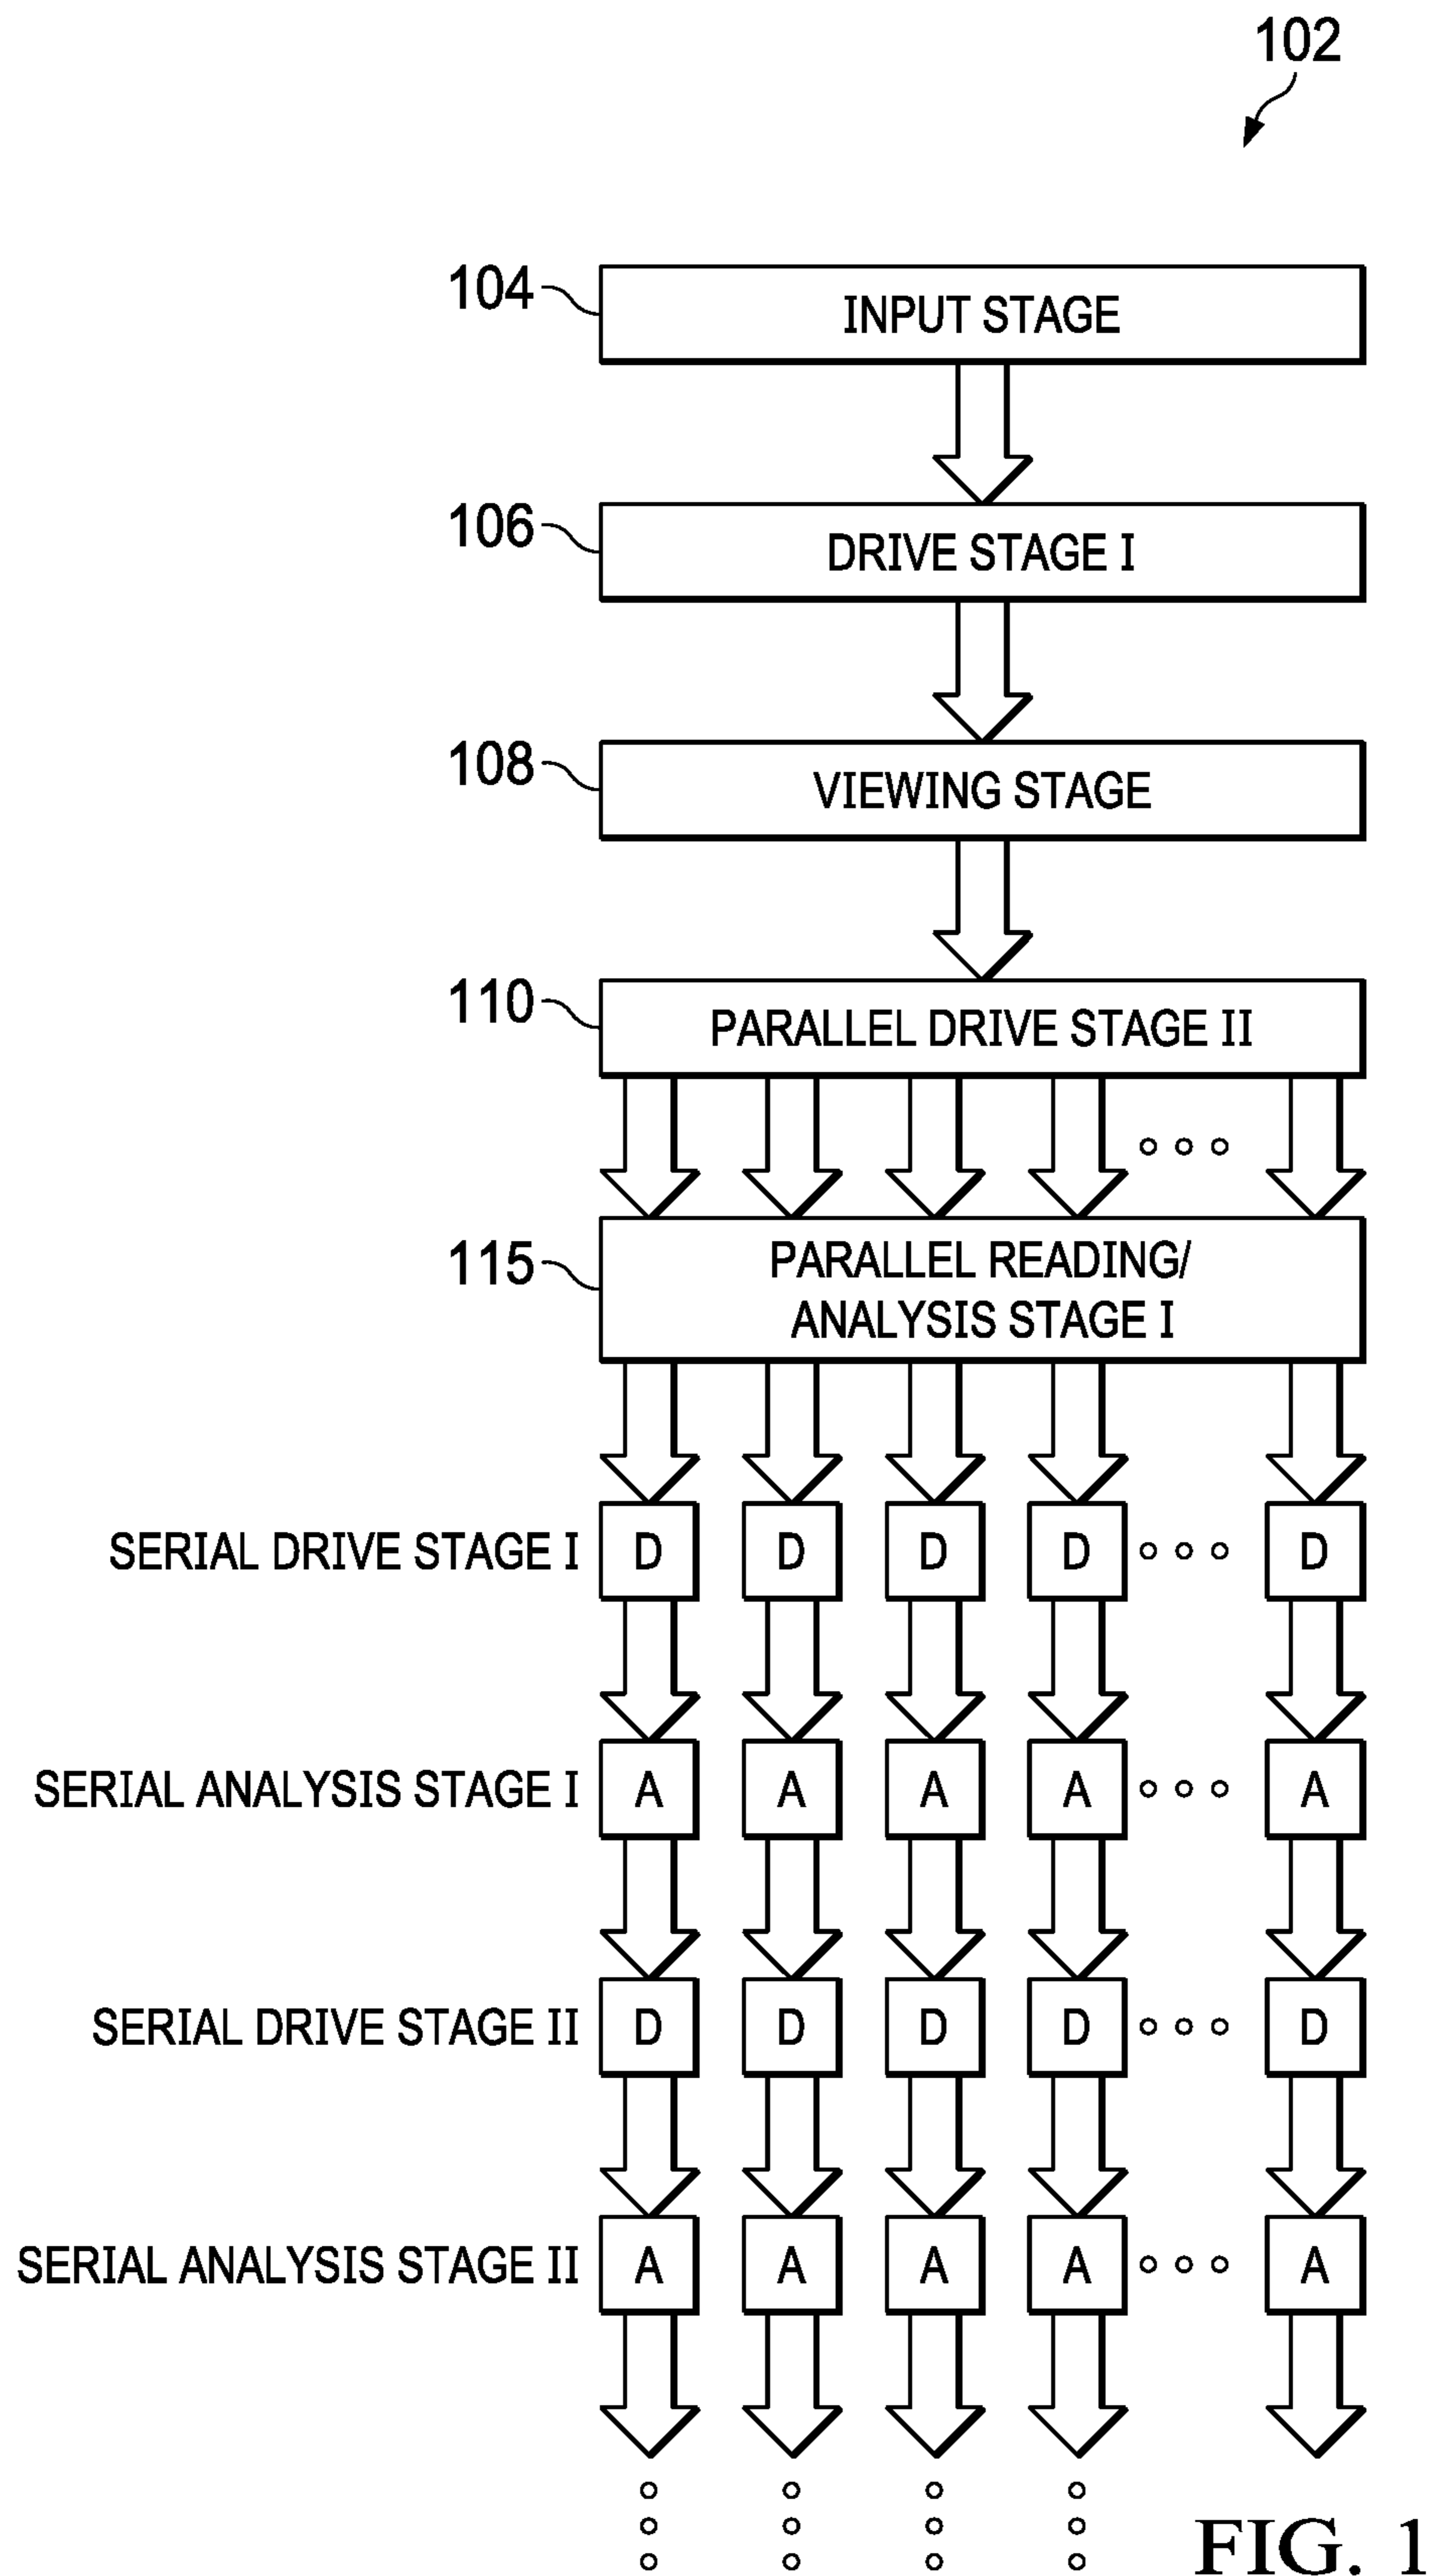 102
104 INPUT STAGE
106 DRIVE STAGE I
108 VIEWING STAGE
110 PARALLEL DRIVE STAGE II
115 PARALLEL READING/
ANALYSIS STAGE I
SERIAL DRIVE STAGE I D D D D D
SERIAL ANALYSIS STAGE I A A A A A
SERIAL DRIVE STAGE II D D D D D
SERIAL ANALYSIS STAGE II A A A A A
FIG. 1